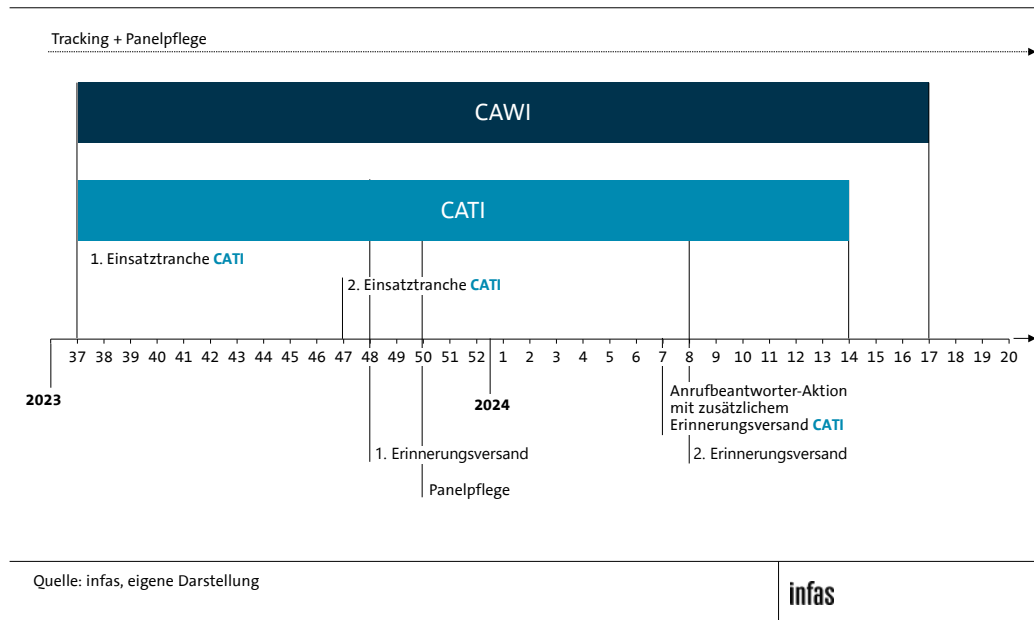 Tracking + Panelpflege
CAWI
CATI
1. Einsatztranche CATI
2. Einsatztranche CATI
37 38 39 40 41 42 43 44 45 46 47 48 49 50 51 52 1 2 3 4 5 6 7 8 9 10 11 12 13 14 15 16 17 18 19 20
2023
2024
Anrufbeantworter-Aktion
mit zusätzlichem
Erinnerungsversand CATI
1. Erinnerungsversand
2. Erinnerungsversand
Panelpflege
Quelle: infas, eigene Darstellung
infas